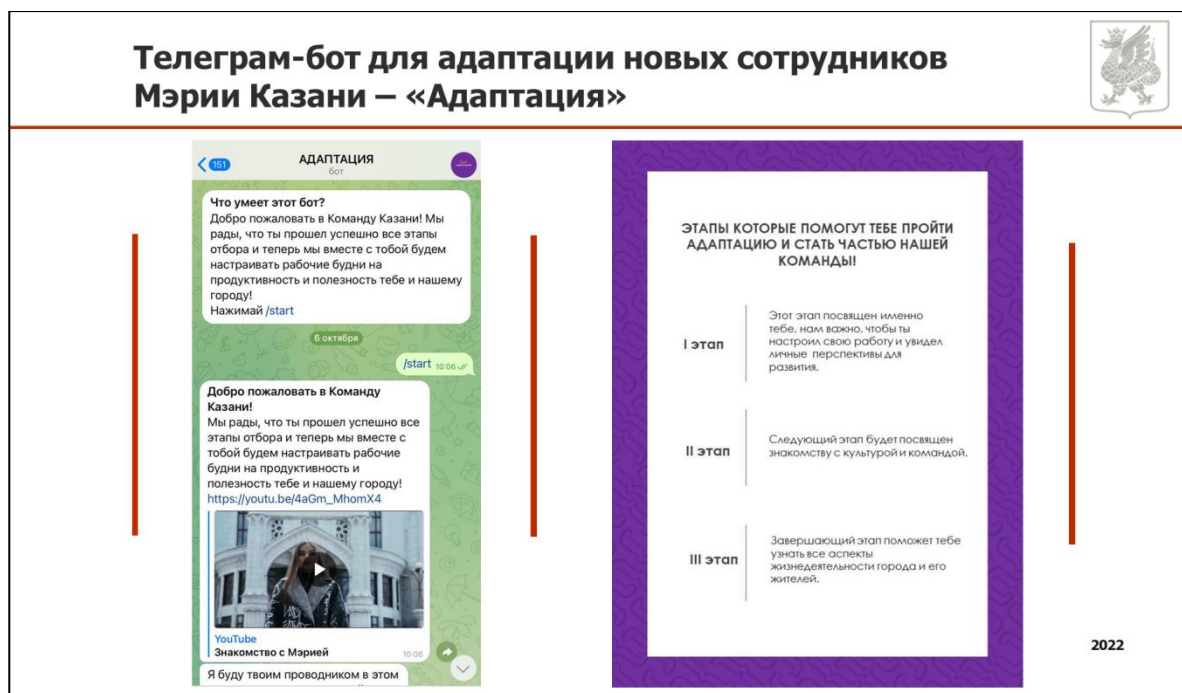 Телеграм-бот для адаптации новых сотрудников
Мэрии Казани – «Адаптация»
151
АДАПТАЦИЯ
бот
Что умеет этот бот?
Добро пожаловать в Команду Казани! Мы
рады, что ты прошел успешно все этапы
отбора и теперь мы вместе с тобой будем
настраивать рабочие будни на
продуктивность и полезность тебе и нашему
городу!
Нажимай /start
6 октября
/start 10:06
Добро пожаловать в Команду
Казани!
Мы рады, что ты прошел успешно все
этапы отбора и теперь мы вместе с
тобой будем настраивать рабочие
будни на продуктивность и
полезность тебе и нашему городу!
https://youtu.be/4aGm_MhomX4
YouTube
Знакомство с Мэрией 10:06
Я буду твоим проводником в этом
ЭТАПЫ КОТОРЫЕ ПОМОГУТ ТЕБЕ ПРОЙТИ
АДАПТАЦИЮ И СТАТЬ ЧАСТЬЮ НАШЕЙ
КОМАНДЫ!
I этап
Этот этап посвящен именно
тебе, нам важно, чтобы ты
настроил свою работу и увидел
личные перспективы для
развития.
II этап
Следующий этап будет посвящен
знакомству с культурой и командой.
III этап
Завершающий этап поможет тебе
узнать все аспекты
жизнедеятельности города и его
жителей.
2022